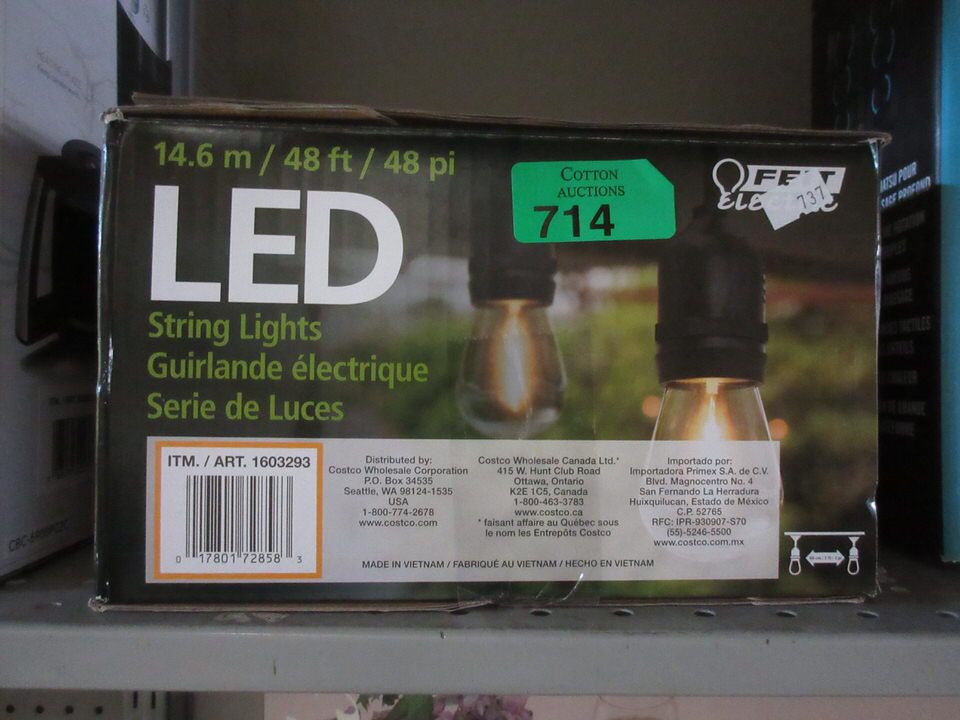 14.6 m / 48 ft / 48 pi
LED
String Lights
Guirlande électrique
Serie de Luces
COTTON
AUCTIONS
714
FEIT
ELECTRIC
737
ITM. / ART. 1603293
0 17801 72858 3
Distributed by:
Costco Wholesale Corporation
P.O. Box 34535
Seattle, WA 98124-1535
USA
1-800-774-2678
www.costco.com
Costco Wholesale Canada Ltd.*
415 W. Hunt Club Road
Ottawa, Ontario
K2E 1C5, Canada
1-800-463-3783
www.costco.ca
* faisant affaire au Québec sous
le nom les Entrepôts Costco
Importado por:
Importadora Primex S.A. de C.V.
Blvd. Magnocentro No. 4
San Fernando La Herradura
Huixquilucan, Estado de México
C.P. 52765
RFC: IPR-930907-S70
(55)-5246-5500
www.costco.com.mx
MADE IN VIETNAM / FABRIQUÉ AU VIETNAM / HECHO EN VIETNAM